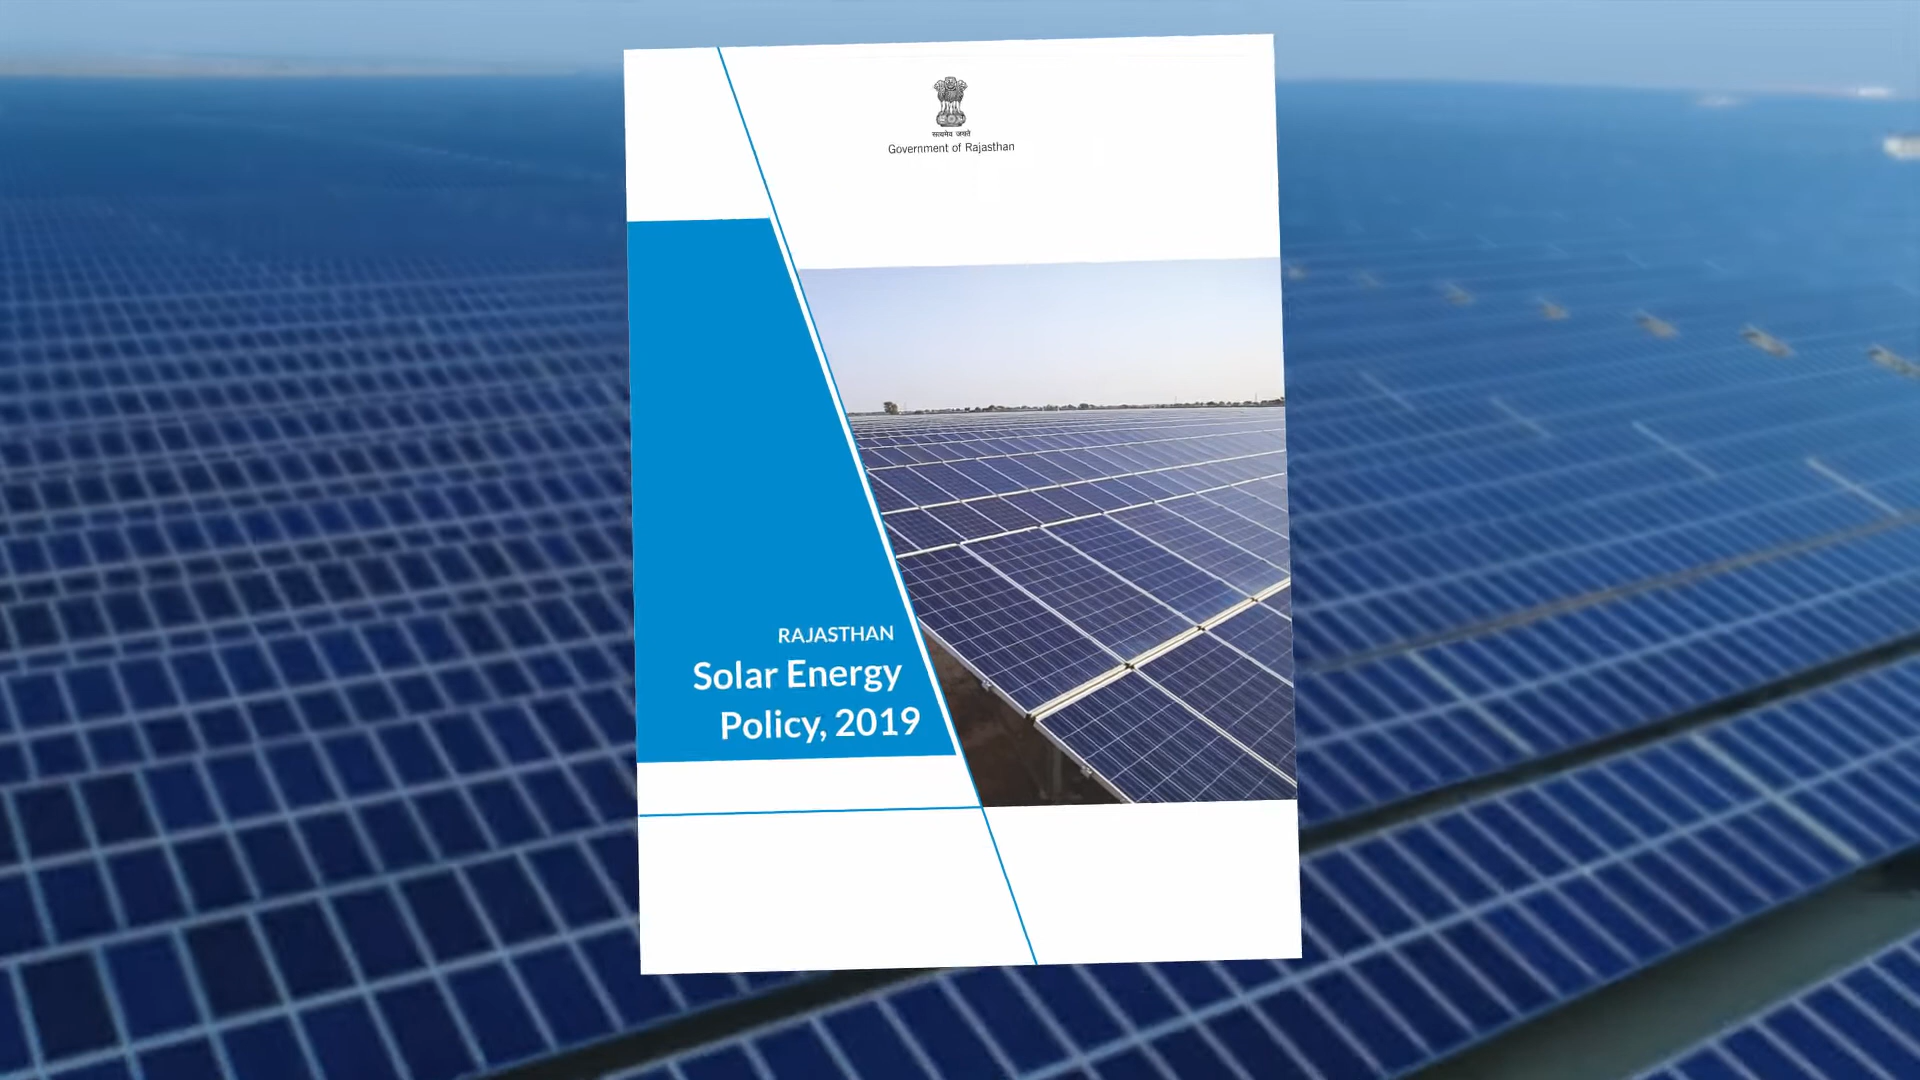 सत्यमेव जयते
Government of Rajasthan
RAJASTHAN
Solar Energy
Policy, 2019